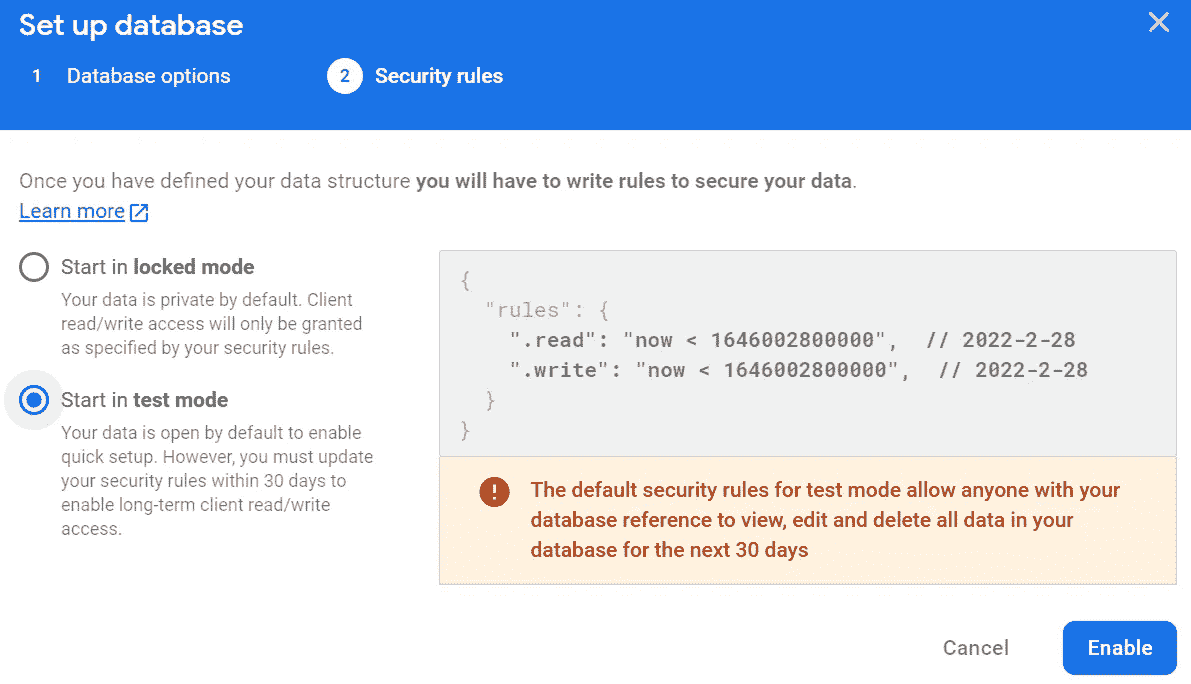 Set up database
1 Database options 2 Security rules
Once you have defined your data structure you will have to write rules to secure your data.
Learn more
Start in locked mode
Your data is private by default. Client
read/write access will only be granted
as specified by your security rules.
Start in test mode
Your data is open by default to enable
quick setup. However, you must update
your security rules within 30 days to
enable long-term client read/write
access.
{
"rules": {
".read": "now < 1646002800000", // 2022-2-28
".write": "now < 1646002800000", // 2022-2-28
}
}
The default security rules for test mode allow anyone with your
database reference to view, edit and delete all data in your
database for the next 30 days
Cancel Enable